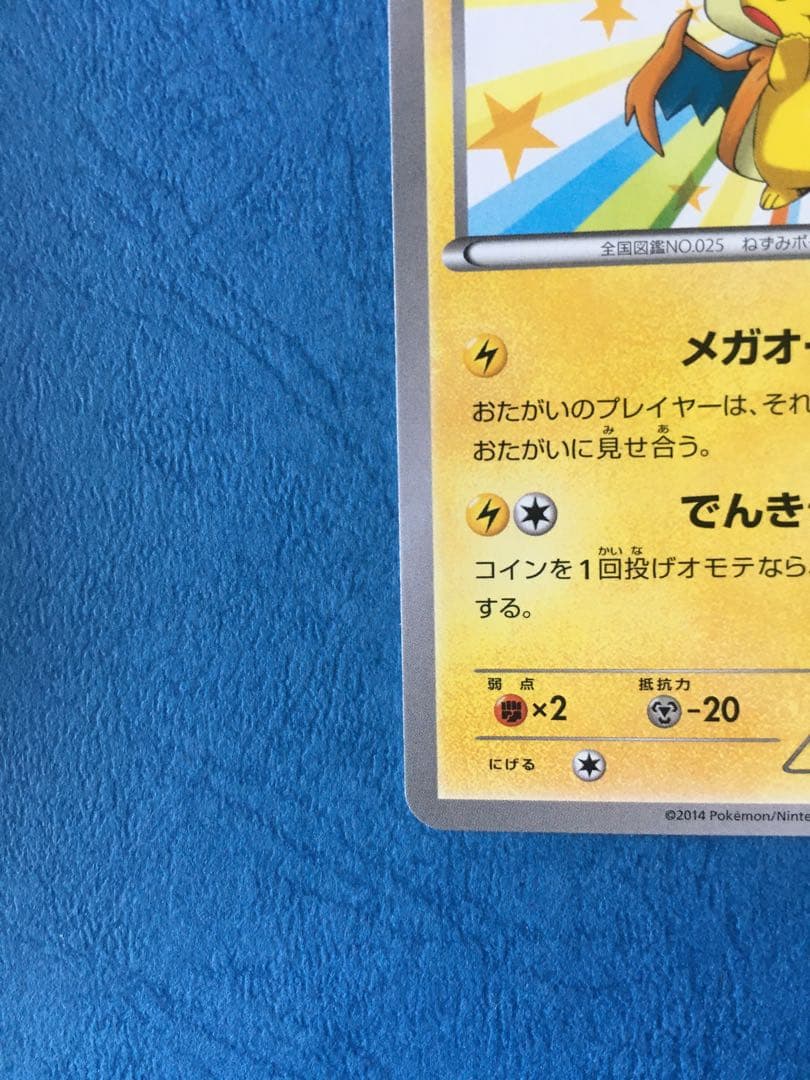 全国図鑑NO.025 ねずみポ
メガオ
おたがいのプレイヤーは、それ
おたがいに見せ合う。
でんき
コインを1回投げオモテなら、
する。
弱点 抵抗力
×2 -20
にげる
©2014 Pokémon/Ninte